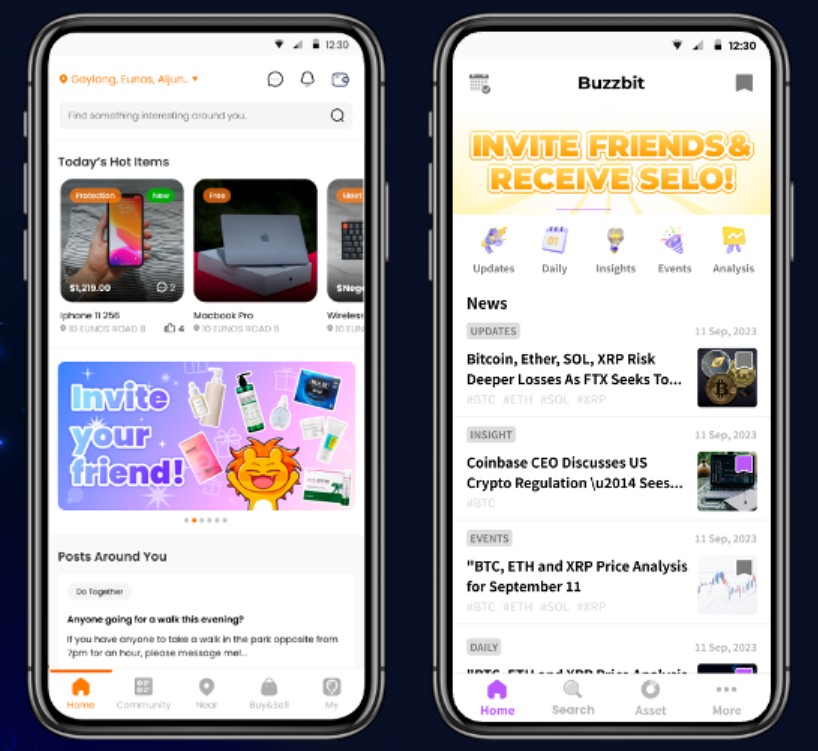 12:30
Geylang, Eunos, Aljun..
Find something interesting around you.
Today's Hot Items
Protection
New
$1,219.00
2
Iphone 11 256
10 EUNOS ROAD 8
4
Free
Macbook Pro
10 EUNOS ROAD 8
Meet
$Nego
Wireless
10 EUN
Invite
your
friend!
Posts Around You
Do Together
Anyone going for a walk this evening?
If you have anyone to take a walk in the park opposite from
7pm for an hour, please message me!...
Home
Community
Near
Buy&Sell
My
12:30
Buzzbit
INVITE FRIENDS &
RECEIVE SELO!
Updates
Daily
Insights
Events
Analysis
News
UPDATES
11 Sep, 2023
Bitcoin, Ether, SOL, XRP Risk
Deeper Losses As FTX Seeks To...
#BTC #ETH #SOL #XRP
INSIGHT
11 Sep, 2023
Coinbase CEO Discusses US
Crypto Regulation \u2014 Sees...
#BTC
EVENTS
11 Sep, 2023
"BTC, ETH and XRP Price Analysis
for September 11
#BTC #ETH #SOL #XRP
DAILY
11 Sep, 2023
"BTC, ETH and XRP Price Analysis
Home
Search
Asset
More